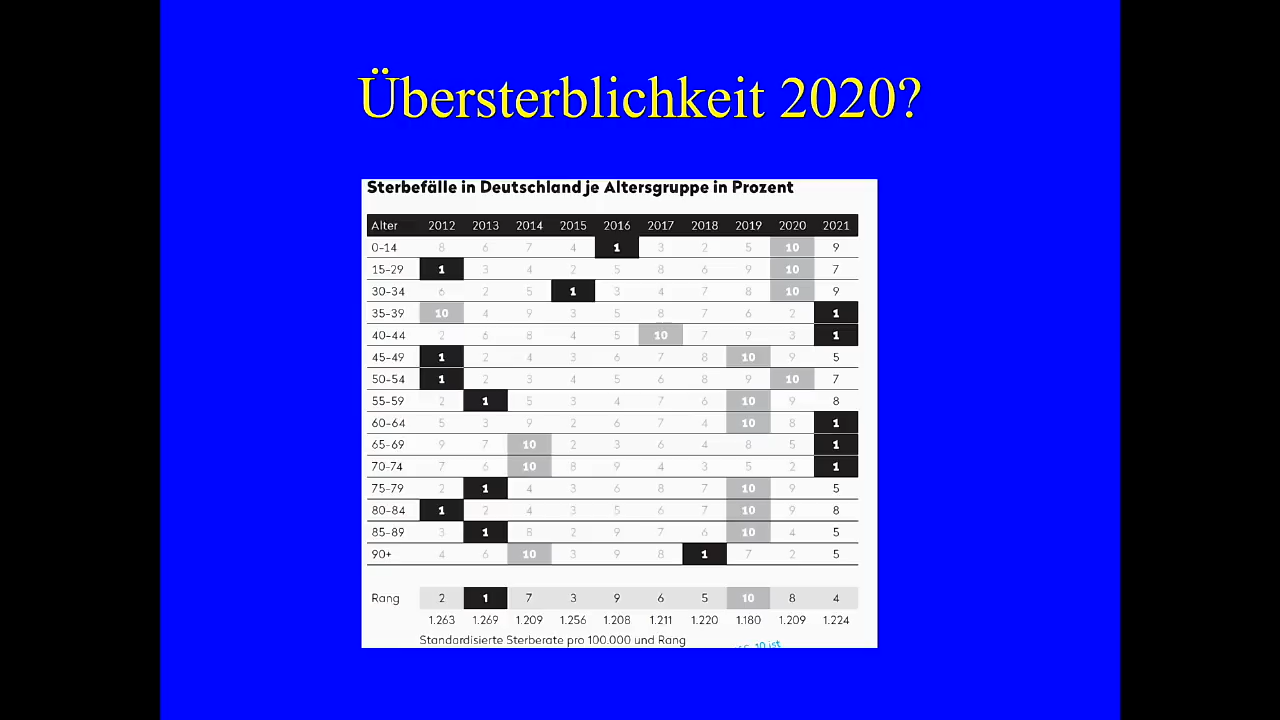 Übersterblichkeit 2020?
Sterbefälle in Deutschland je Altersgruppe in Prozent
Alter 2012 2013 2014 2015 2016 2017 2018 2019 2020 2021
0-14 8 6 7 4 1 3 2 5 10 9
15-29 1 3 4 2 5 8 6 9 10 7
30-34 6 2 5 1 3 4 7 8 10 9
35-39 10 4 9 3 5 8 7 6 2 1
40-44 2 6 8 4 5 10 7 9 3 1
45-49 1 2 4 3 6 7 8 10 9 5
50-54 1 2 3 4 5 6 8 9 10 7
55-59 2 1 5 3 4 7 6 10 9 8
60-64 5 3 9 2 6 7 4 10 8 1
65-69 9 7 10 2 3 6 4 8 5 1
70-74 7 6 10 8 9 4 3 5 2 1
75-79 2 1 4 3 6 8 7 10 9 5
80-84 1 2 4 3 5 6 7 10 9 8
85-89 3 1 8 2 9 7 6 10 4 5
90+ 4 6 10 3 9 8 1 7 2 5
Rang 2 1 7 3 9 6 5 10 8 4
1.263 1.269 1.209 1.256 1.208 1.211 1.220 1.180 1.209 1.224
Standardisierte Sterberate pro 100.000 und Rang
10 ist